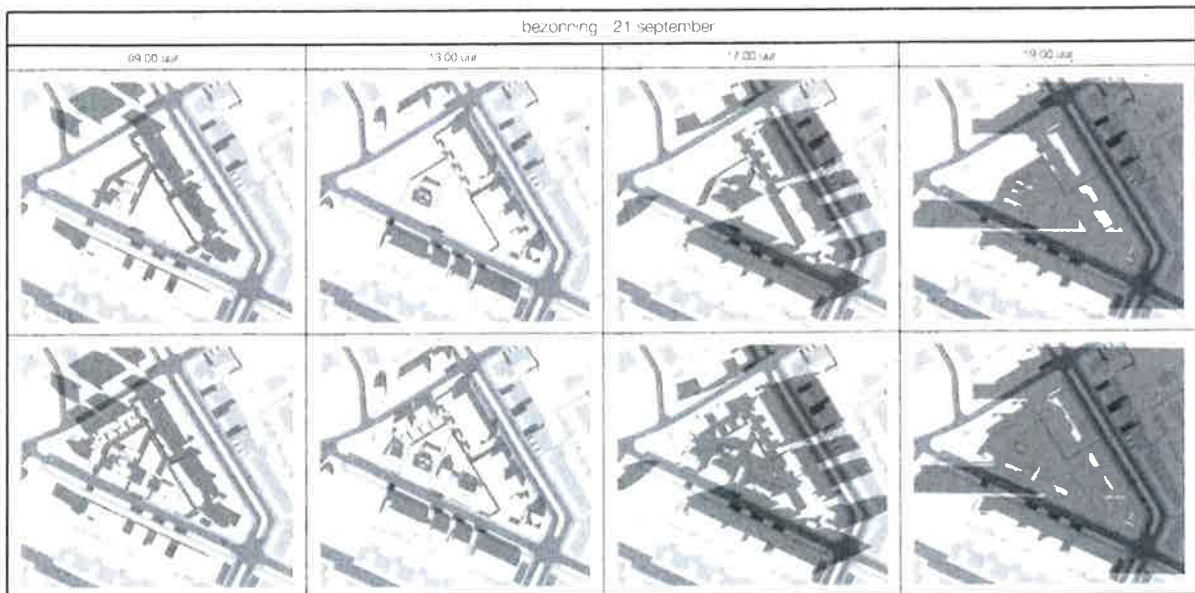 bezonning 21 september
09.00 uur
13.00 uur
17.00 uur
19.00 uur